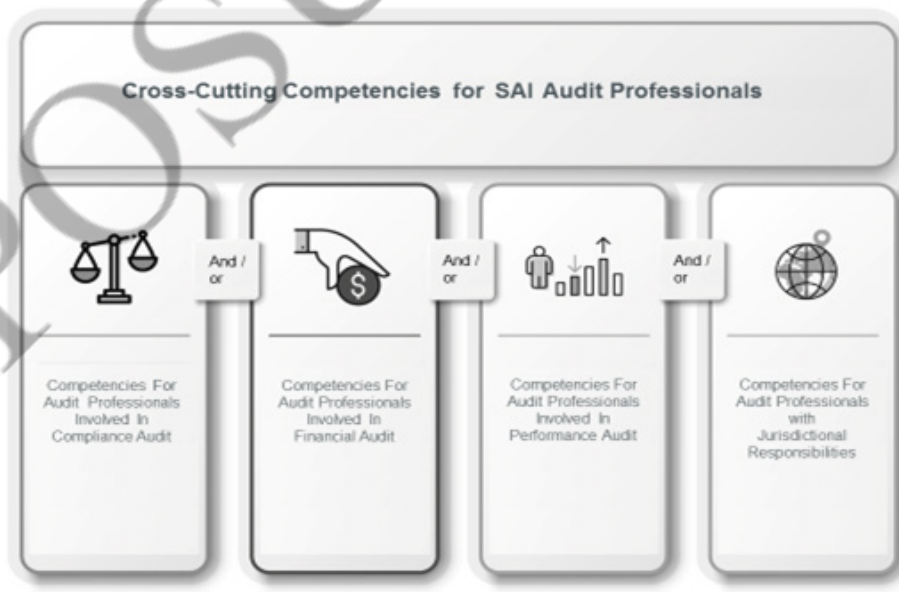 Cross-Cutting Competencies for SAI Audit Professionals
And /
or
And /
or
And /
or
$
Competencies For
Audit Professionals
Involved In
Compliance Audit
Competencies For
Audit Professionals
Involved In
Financial Audit
Competencies For
Audit Professionals
Involved In
Performance Audit
Competencies For
Audit Professionals
with
Jurisdictional
Responsibilities